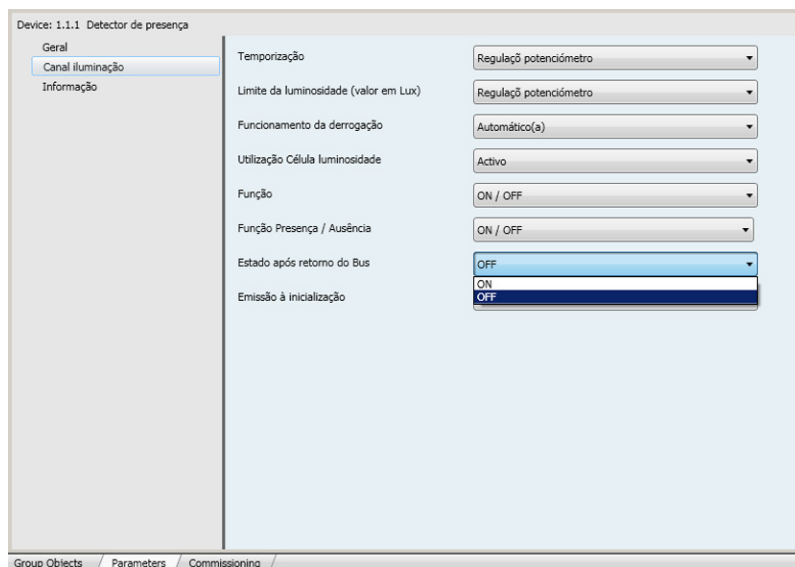 Device: 1.1.1 Detector de presença
Geral
Canal iluminação
Informação
Temporização
Regulaçõ potenciómetro
Limite da luminosidade (valor em Lux)
Regulaçõ potenciómetro
Funcionamento da derrogação
Automático(a)
Utilização Célula luminosidade
Activo
Função
ON / OFF
Função Presença / Ausência
ON / OFF
Estado após retorno do Bus
OFF
ON
OFF
Emissão à inicialização
Group Objects
Parameters
Commissioning